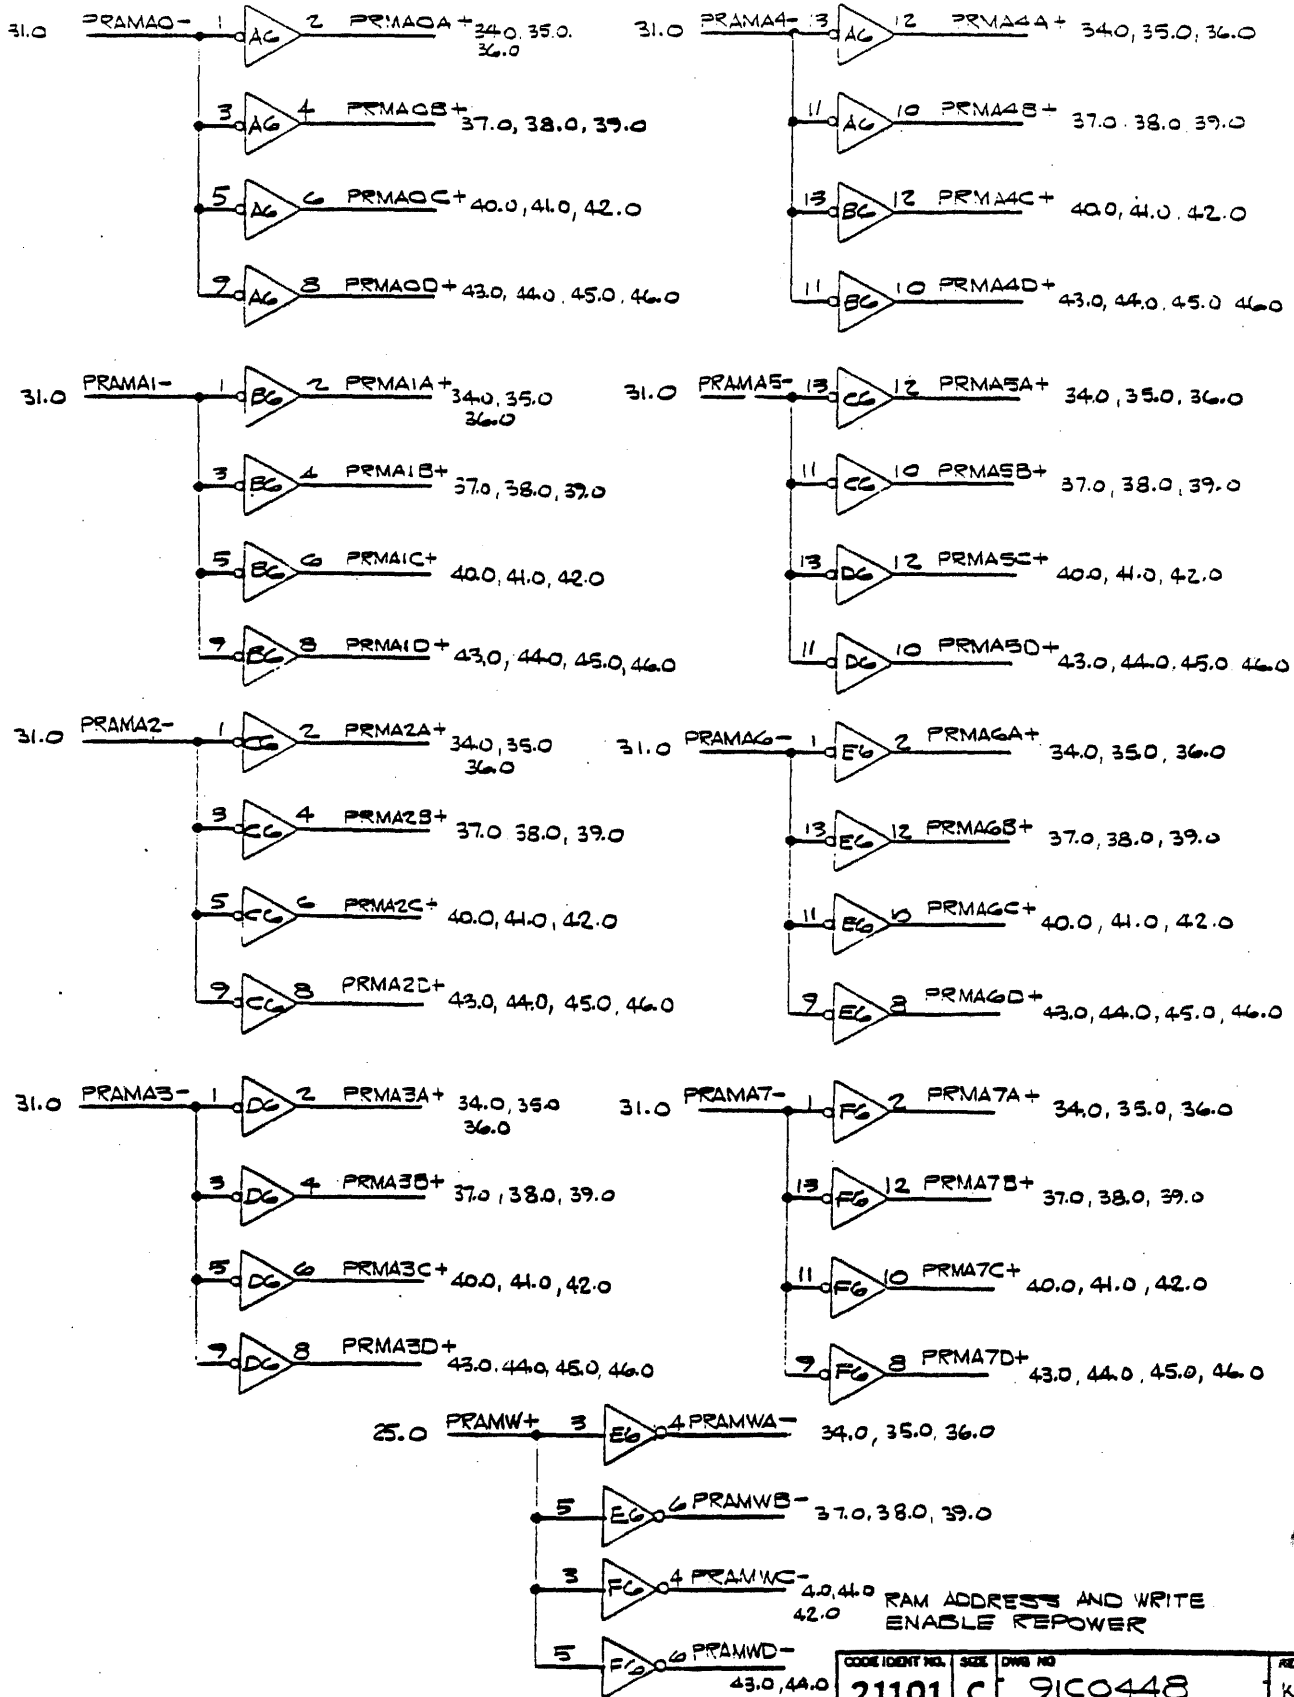 31.0 PRAMA0- 1 A6 2 PRMA0A+ 34.0, 35.0.
36.0
3 A6 4 PRMA0B+ 37.0, 38.0, 39.0
5 A6 6 PRMA0C+ 40.0, 41.0, 42.0
9 A6 8 PRMA0D+ 43.0, 44.0, 45.0, 46.0
31.0 PRAMA1- 1 B6 2 PRMA1A+ 34.0, 35.0
36.0
3 B6 4 PRMA1B+ 37.0, 38.0, 39.0
5 B6 6 PRMA1C+ 40.0, 41.0, 42.0
9 B6 8 PRMA1D+ 43.0, 44.0, 45.0, 46.0
31.0 PRAMA2- 1 C6 2 PRMA2A+ 34.0, 35.0
36.0
3 C6 4 PRMA2B+ 37.0 38.0, 39.0
5 C6 6 PRMA2C+ 40.0, 41.0, 42.0
9 C6 8 PRMA2D+ 43.0, 44.0, 45.0, 46.0
31.0 PRAMA3- 1 D6 2 PRMA3A+ 34.0, 35.0
36.0
3 D6 4 PRMA3B+ 37.0, 38.0, 39.0
5 D6 6 PRMA3C+ 40.0, 41.0, 42.0
9 D6 8 PRMA3D+ 43.0, 44.0, 45.0, 46.0
31.0 PRAMA4- 13 A6 12 PRMA4A+ 34.0, 35.0, 36.0
11 A6 10 PRMA4B+ 37.0, 38.0, 39.0
13 B6 12 PRMA4C+ 40.0, 41.0, 42.0
11 B6 10 PRMA4D+ 43.0, 44.0, 45.0 46.0
31.0 PRAMA5- 13 C6 12 PRMA5A+ 34.0, 35.0, 36.0
11 C6 10 PRMA5B+ 37.0, 38.0, 39.0
13 D6 12 PRMA5C+ 40.0, 41.0, 42.0
11 D6 10 PRMA5D+ 43.0, 44.0, 45.0 46.0
31.0 PRAMA6- 1 E6 2 PRMA6A+ 34.0, 35.0, 36.0
13 E6 12 PRMA6B+ 37.0, 38.0, 39.0
11 E6 10 PRMA6C+ 40.0, 41.0, 42.0
9 E6 8 PRMA6D+ 43.0, 44.0, 45.0, 46.0
31.0 PRAMA7- 1 F6 2 PRMA7A+ 34.0, 35.0, 36.0
13 F6 12 PRMA7B+ 37.0, 38.0, 39.0
11 F6 10 PRMA7C+ 40.0, 41.0, 42.0
9 F6 8 PRMA7D+ 43.0, 44.0, 45.0, 46.0
25.0 PRAMW+ 3 E6 4 PRAMWA- 34.0, 35.0, 36.0
5 E6 6 PRAMWB- 37.0, 38.0, 39.0
3 F6 4 PRAMWC- 4.0, 41.0
42.0
5 F6 6 PRAMWD- 43.0, 44.0
RAM ADDRESS AND WRITE
ENABLE REPOWER
CODE IDENT NO. SIZE DWG NO
21101 C 91C0448 K